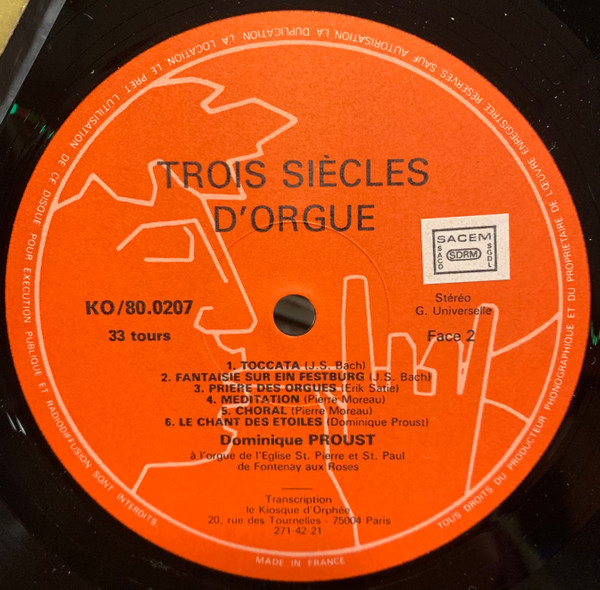 TROIS SIÈCLES
D'ORGUE
SACEM
SACD
SDRM
SGDL
KO/80.0207
33 tours
Stéréo
G. Universelle
Face 2
1. TOCCATA (J.S. Bach)
2. FANTAISIE SUR EIN FESTBURG (J.S. Bach)
3. PRIERE DES ORGUES (Erik Satie)
4. MEDITATION (Pierre Moreau)
5. CHORAL (Pierre Moreau)
6. LE CHANT DES ETOILES (Dominique Proust)
Dominique PROUST
à l'orgue de l'Eglise St. Pierre et St. Paul
de Fontenay aux Roses
Transcription
le Kiosque d'Orphée
20, rue des Tournelles - 75004 Paris
271-42-21
MADE IN FRANCE
TOUS DROITS DU PRODUCTEUR PHONOGRAPHIQUE ET DU PROPRIETAIRE DE L'ŒUVRE ENREGISTREE RESERVES SAUF AUTORISATION LA DUPLICATION, LA LOCATION, LE PRET, L'UTILISATION DE CE DISQUE POUR EXECUTION PUBLIQUE ET RADIODIFFUSION SONT INTERDITS.